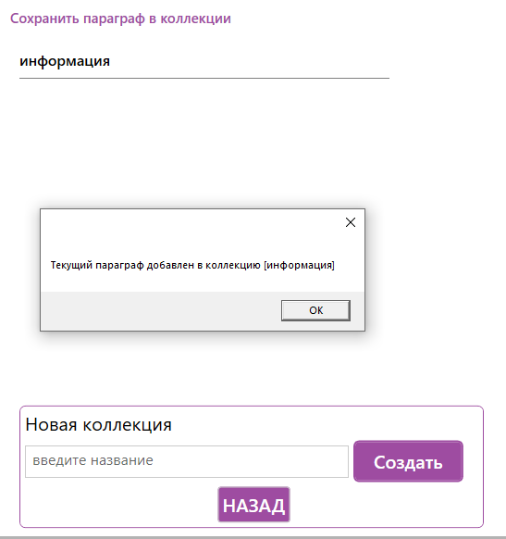 Сохранить параграф в коллекции
информация
Текущий параграф добавлен в коллекцию [информация]
OK
Новая коллекция
введите название
Создать
НАЗАД